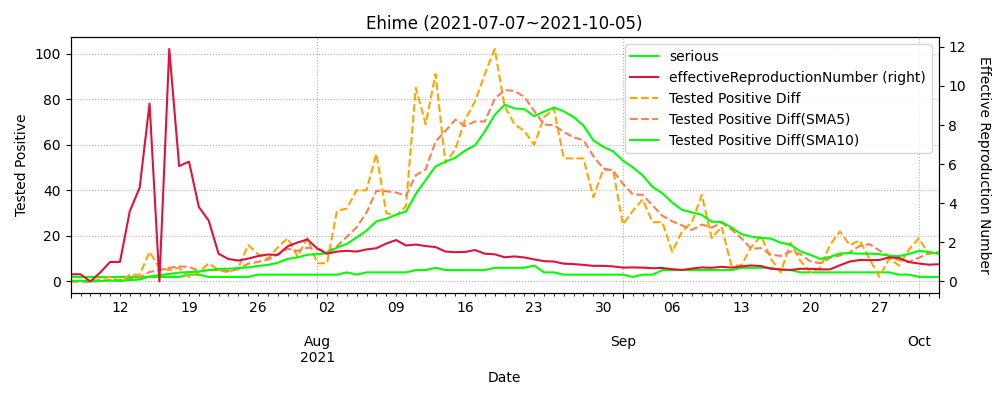 Ehime (2021-07-07~2021-10-05)
serious
effectiveReproductionNumber (right)
Tested Positive Diff
Tested Positive Diff(SMA5)
Tested Positive Diff(SMA10)
Tested Positive
100
80
60
40
20
0
Effective Reproduction Number
12
10
8
6
4
2
0
12 19 26 02 09 16 23 30 06 13 20 27
Aug Sep Oct
2021
Date